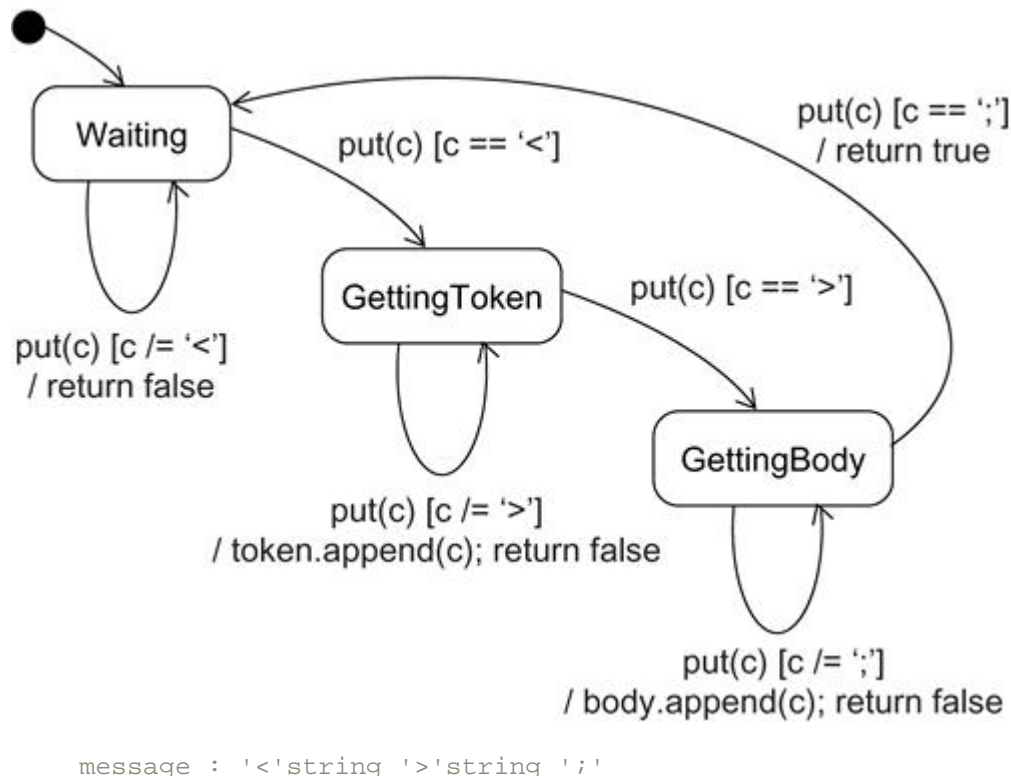 Waiting
put(c) [c == ‘<’]
put(c) [c == ‘;’]
/ return true
put(c) [c /= ‘<’]
/ return false
GettingToken
put(c) [c == ‘>’]
put(c) [c /= ‘>’]
/ token.append(c); return false
GettingBody
put(c) [c /= ‘;’]
/ body.append(c); return false
message : '<'string '>'string ';'